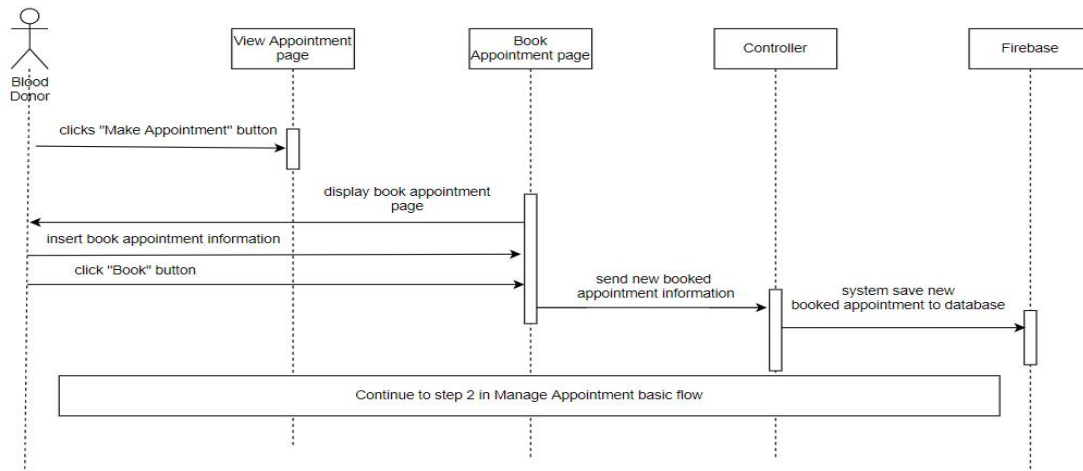 View Appointment
page
Book
Appointment page
Controller
Firebase
Blood
Donor
clicks "Make Appointment" button
display book appointment
page
insert book appointment information
click "Book" button
send new booked
appointment information
system save new
booked appointment to database
Continue to step 2 in Manage Appointment basic flow